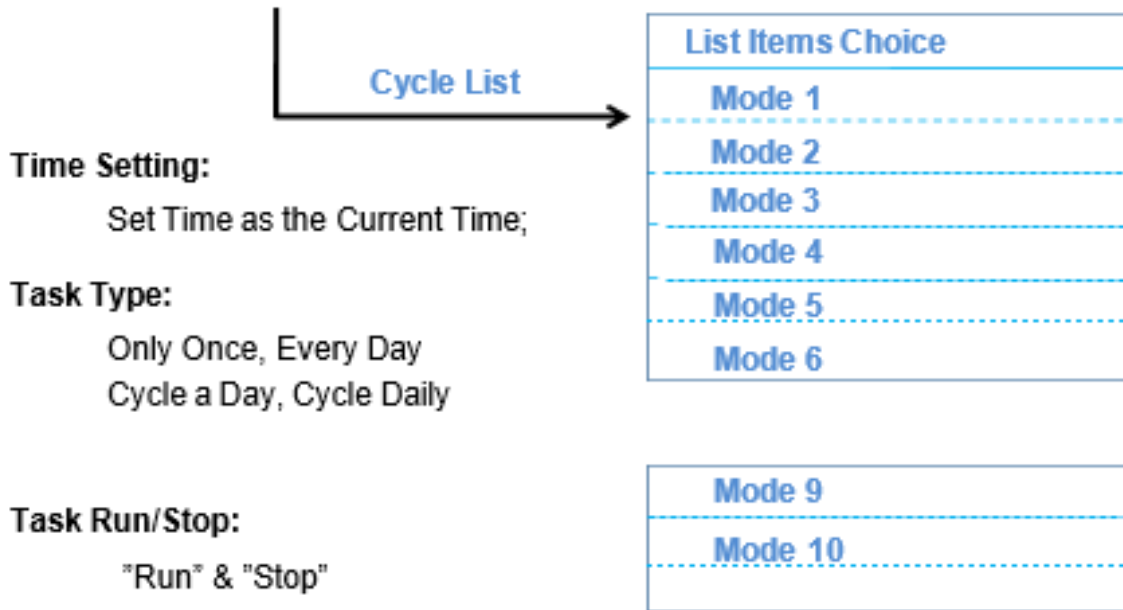 Cycle List
Time Setting:
Set Time as the Current Time;
Task Type:
Only Once, Every Day
Cycle a Day, Cycle Daily
Task Run/Stop:
”Run” & ”Stop”
List Items Choice
Mode 1
Mode 2
Mode 3
Mode 4
Mode 5
Mode 6
Mode 9
Mode 10